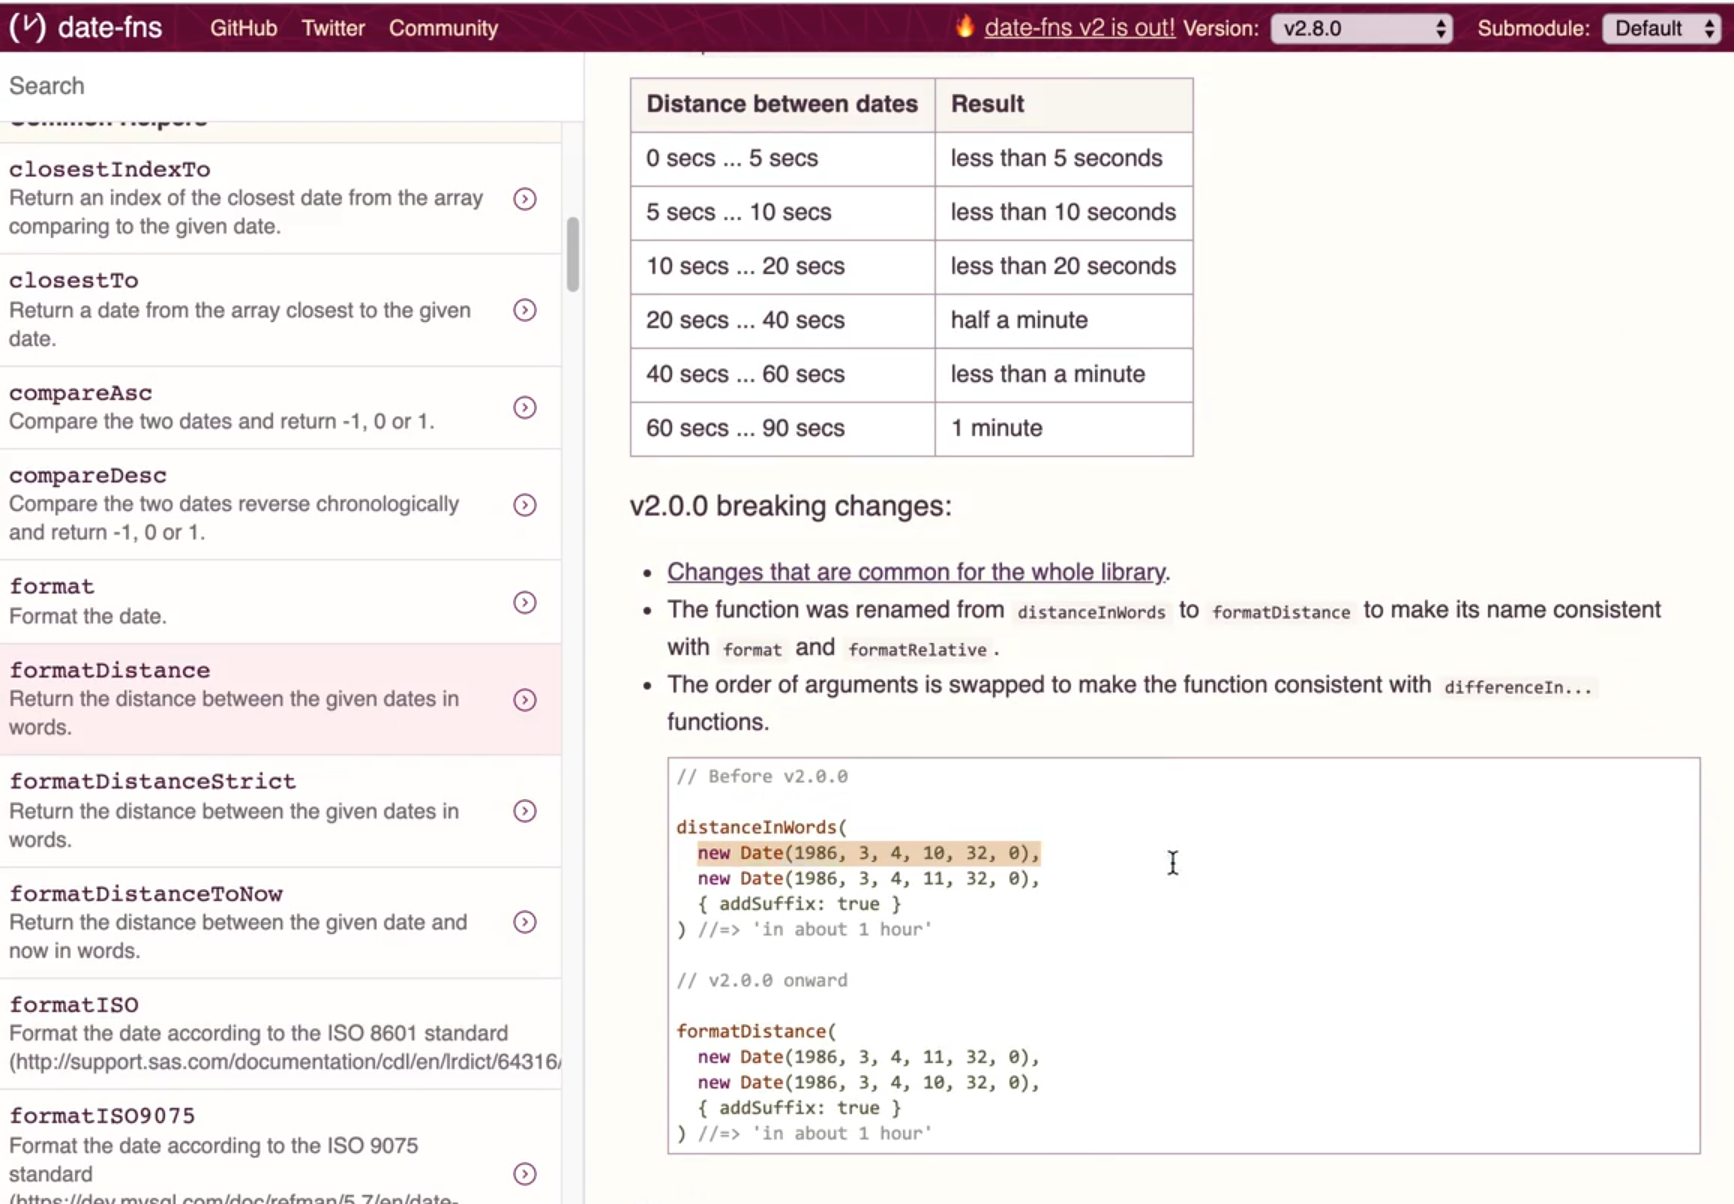 date-fns GitHub Twitter Community 🔥 date-fns v2 is out! Version: v2.8.0 Submodule: Default
Search
Common Helpers
closestIndexTo
Return an index of the closest date from the array
comparing to the given date.
closestTo
Return a date from the array closest to the given
date.
compareAsc
Compare the two dates and return -1, 0 or 1.
compareDesc
Compare the two dates reverse chronologically
and return -1, 0 or 1.
format
Format the date.
formatDistance
Return the distance between the given dates in
words.
formatDistanceStrict
Return the distance between the given dates in
words.
formatDistanceToNow
Return the distance between the given date and
now in words.
formatISO
Format the date according to the ISO 8601 standard
(http://support.sas.com/documentation/cdl/en/lrdict/64316/
formatISO9075
Format the date according to the ISO 9075
standard
(https://dev.mysql.com/doc/refman/5.7/en/date-
Distance between dates Result
0 secs ... 5 secs less than 5 seconds
5 secs ... 10 secs less than 10 seconds
10 secs ... 20 secs less than 20 seconds
20 secs ... 40 secs half a minute
40 secs ... 60 secs less than a minute
60 secs ... 90 secs 1 minute
v2.0.0 breaking changes:
• Changes that are common for the whole library.
• The function was renamed from distanceInWords to formatDistance to make its name consistent
with format and formatRelative .
• The order of arguments is swapped to make the function consistent with differenceIn...
functions.
// Before v2.0.0
distanceInWords(
new Date(1986, 3, 4, 10, 32, 0),
new Date(1986, 3, 4, 11, 32, 0),
{ addSuffix: true }
) //=> 'in about 1 hour'
// v2.0.0 onward
formatDistance(
new Date(1986, 3, 4, 11, 32, 0),
new Date(1986, 3, 4, 10, 32, 0),
{ addSuffix: true }
) //=> 'in about 1 hour'